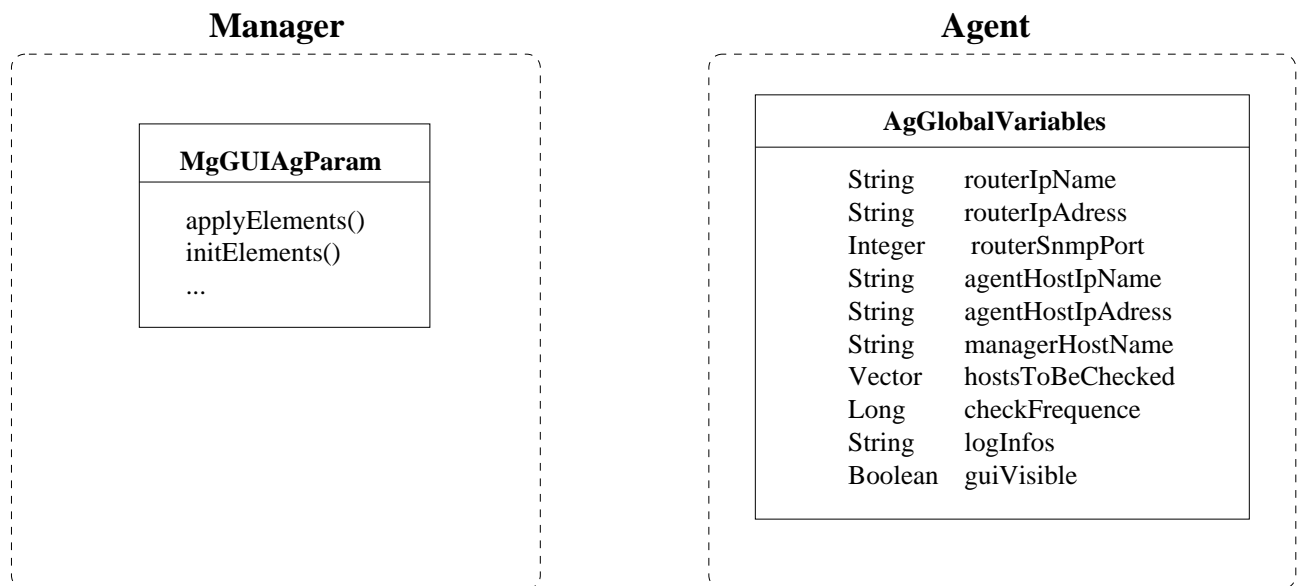 Manager
MgGUIAgParam
applyElements()
initElements()
...
Agent
AgGlobalVariables
String routerIpName
String routerIpAdress
Integer routerSnmpPort
String agentHostIpName
String agentHostIpAdress
String managerHostName
Vector hostsToBeChecked
Long checkFrequence
String logInfos
Boolean guiVisible